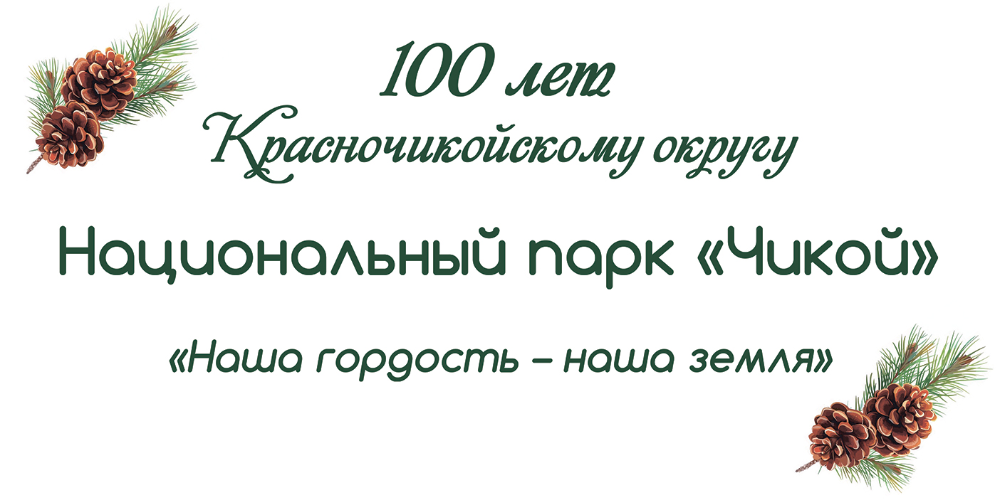 100 лет
Красночикойскому округу
Национальный парк «Чикой»
«Наша гордость – наша земля»